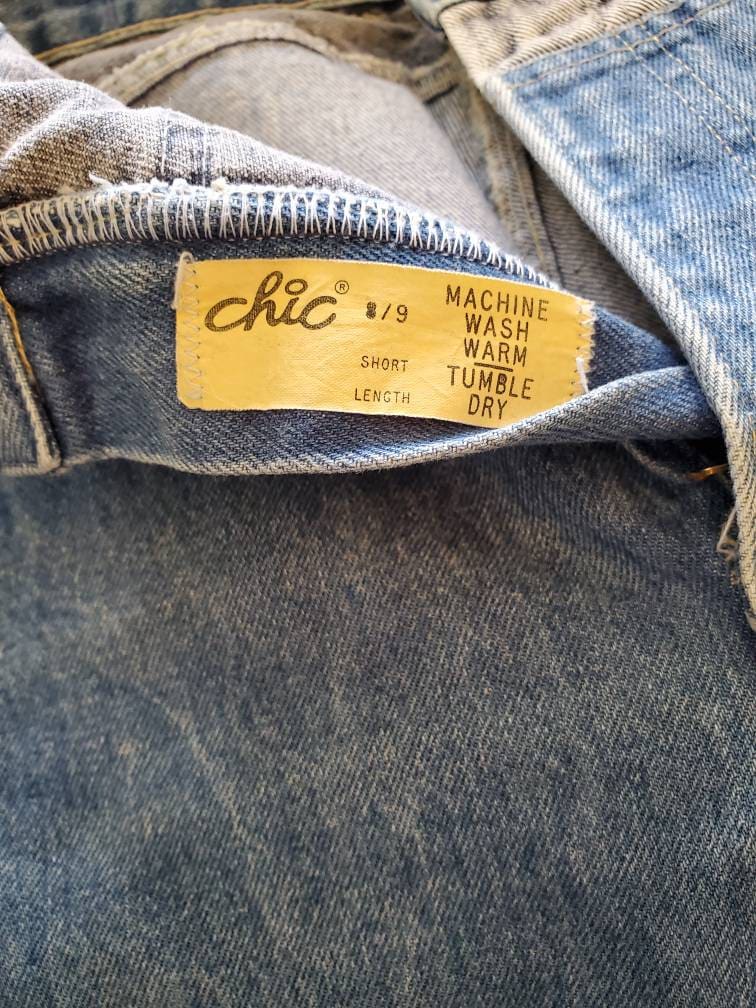 chic® 8/9
SHORT
LENGTH
MACHINE
WASH
WARM
TUMBLE
DRY